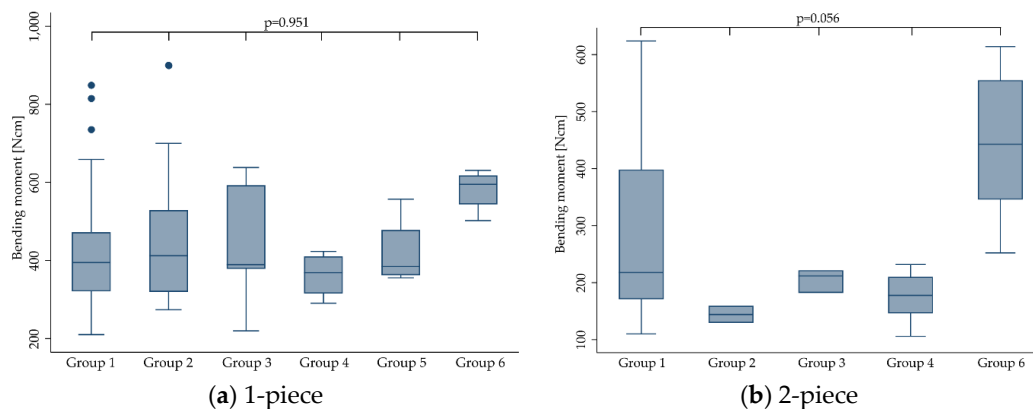 p=0.951
1,000
800
600
400
200
Bending moment [Ncm]
Group 1 Group 2 Group 3 Group 4 Group 5 Group 6
(a) 1-piece
p=0.056
600
500
400
300
200
100
Bending moment [Ncm]
Group 1 Group 2 Group 3 Group 4 Group 6
(b) 2-piece